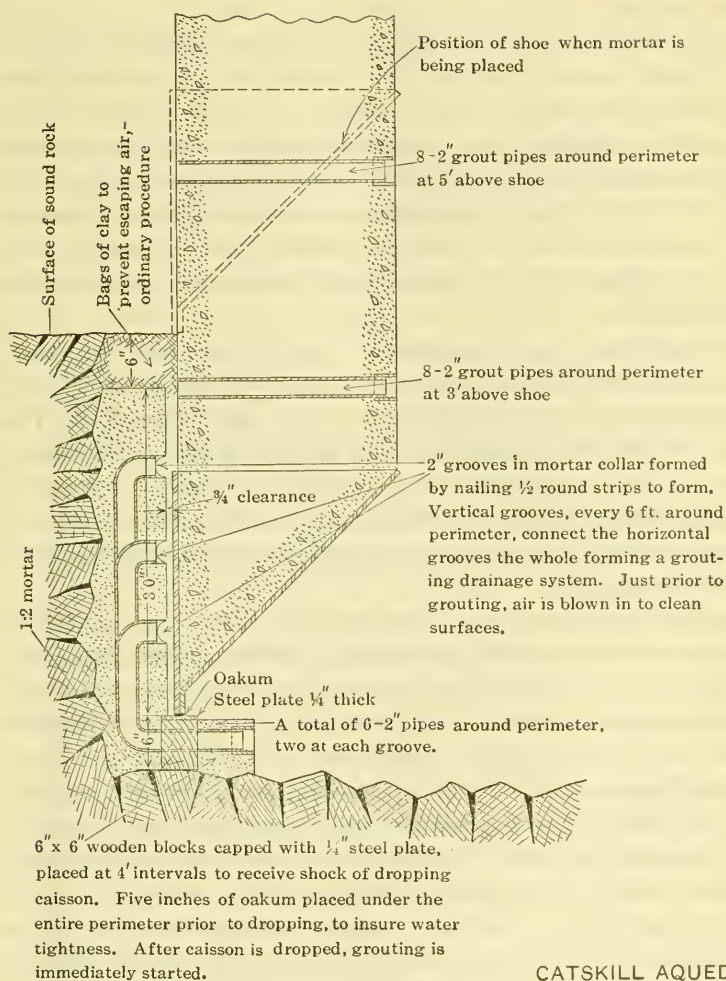 Position of shoe when mortar is
being placed
Surface of sound rock
Bags of clay to
prevent escaping air,-
ordinary procedure
8-2" grout pipes around perimeter
at 5' above shoe
6"
8-2" grout pipes around perimeter
at 3' above shoe
2" grooves in mortar collar formed
by nailing ½ round strips to form.
Vertical grooves, every 6 ft. around
perimeter, connect the horizontal
grooves the whole forming a grout-
ing drainage system. Just prior to
grouting, air is blown in to clean
surfaces.
¾" clearance
30"
1:2 mortar
Oakum
Steel plate ¼" thick
A total of 6-2" pipes around perimeter,
two at each groove.
6"
6" x 6" wooden blocks capped with ¼" steel plate,
placed at 4' intervals to receive shock of dropping
caisson. Five inches of oakum placed under the
entire perimeter prior to dropping, to insure water
tightness. After caisson is dropped, grouting is
immediately started.
CATSKILL AQUED